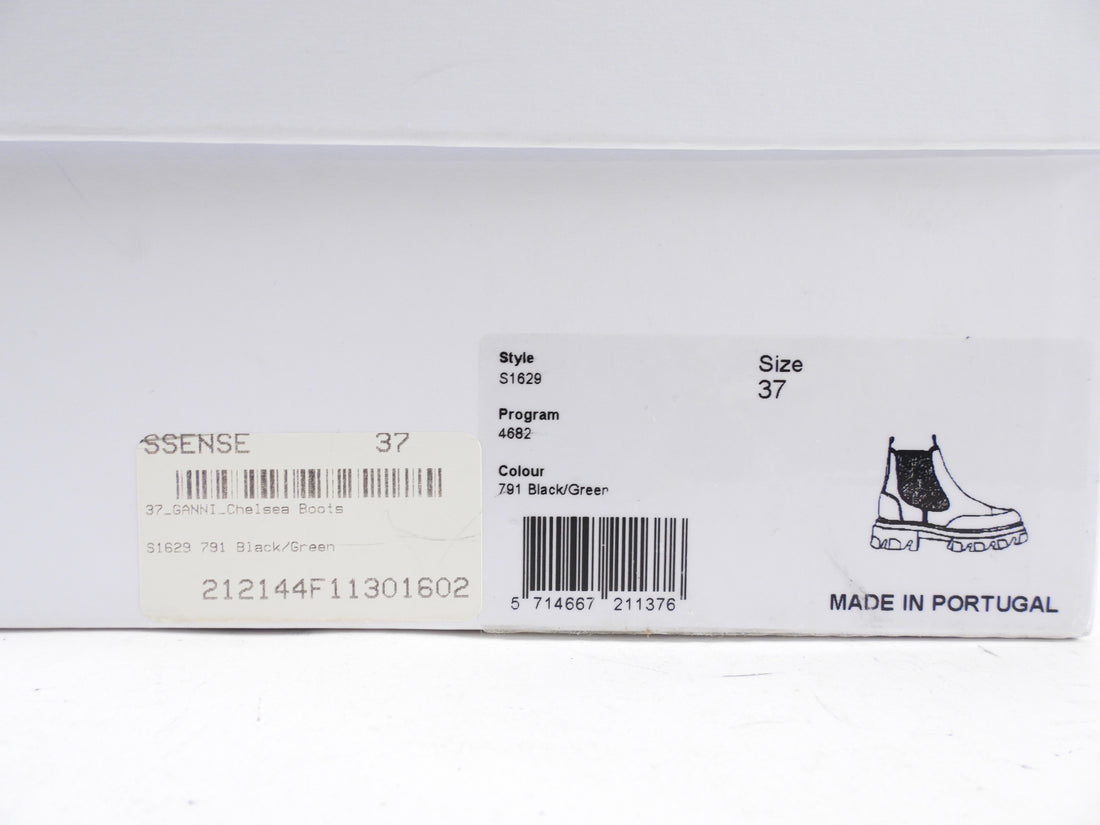 SSENSE 37
37_GANNI_Chelsea Boots
S1629 791 Black/Green
212144F11301602
Style
S1629
Program
4682
Colour
791 Black/Green
5 714667 211376
Size
37
MADE IN PORTUGAL